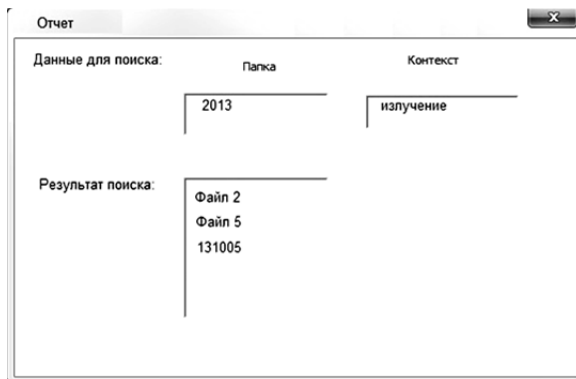 Отчет
x
Данные для поиска:
Папка
Контекст
2013
излучение
Результат поиска:
Файл 2
Файл 5
131005